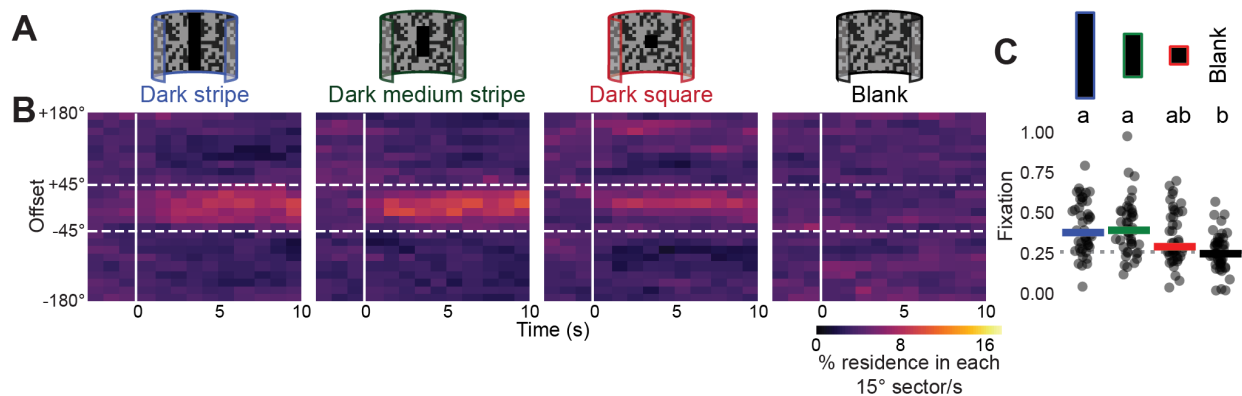 A
Dark stripe
Dark medium stripe
Dark square
Blank
B
+180°
+45°
-45°
-180°
Offset
0 5 10
0 5 10
0 5 10
0 5 10
Time (s)
0 8 16
% residence in each
15° sector/s
C
Blank
a a ab b
1.00
0.75
0.50
0.25
0.00
Fixation